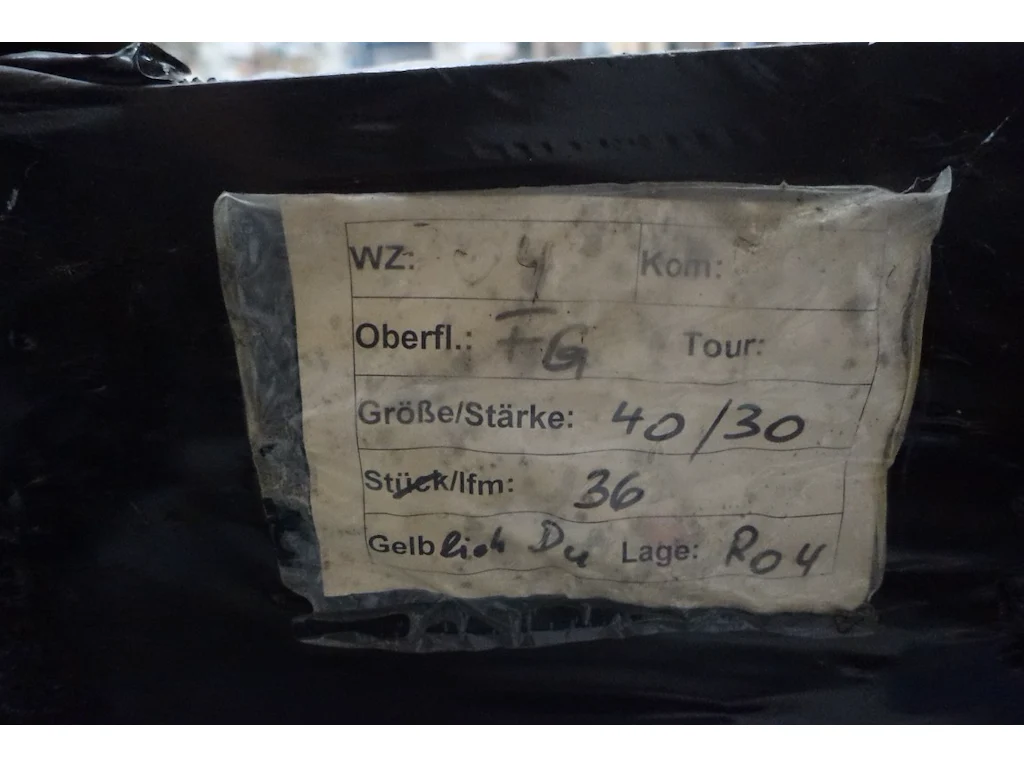 WZ: 4 Kom:
Oberfl.: FG Tour:
Größe/Stärke: 40/30
Stück/lfm: 36
Gelblich Du Lage: R04